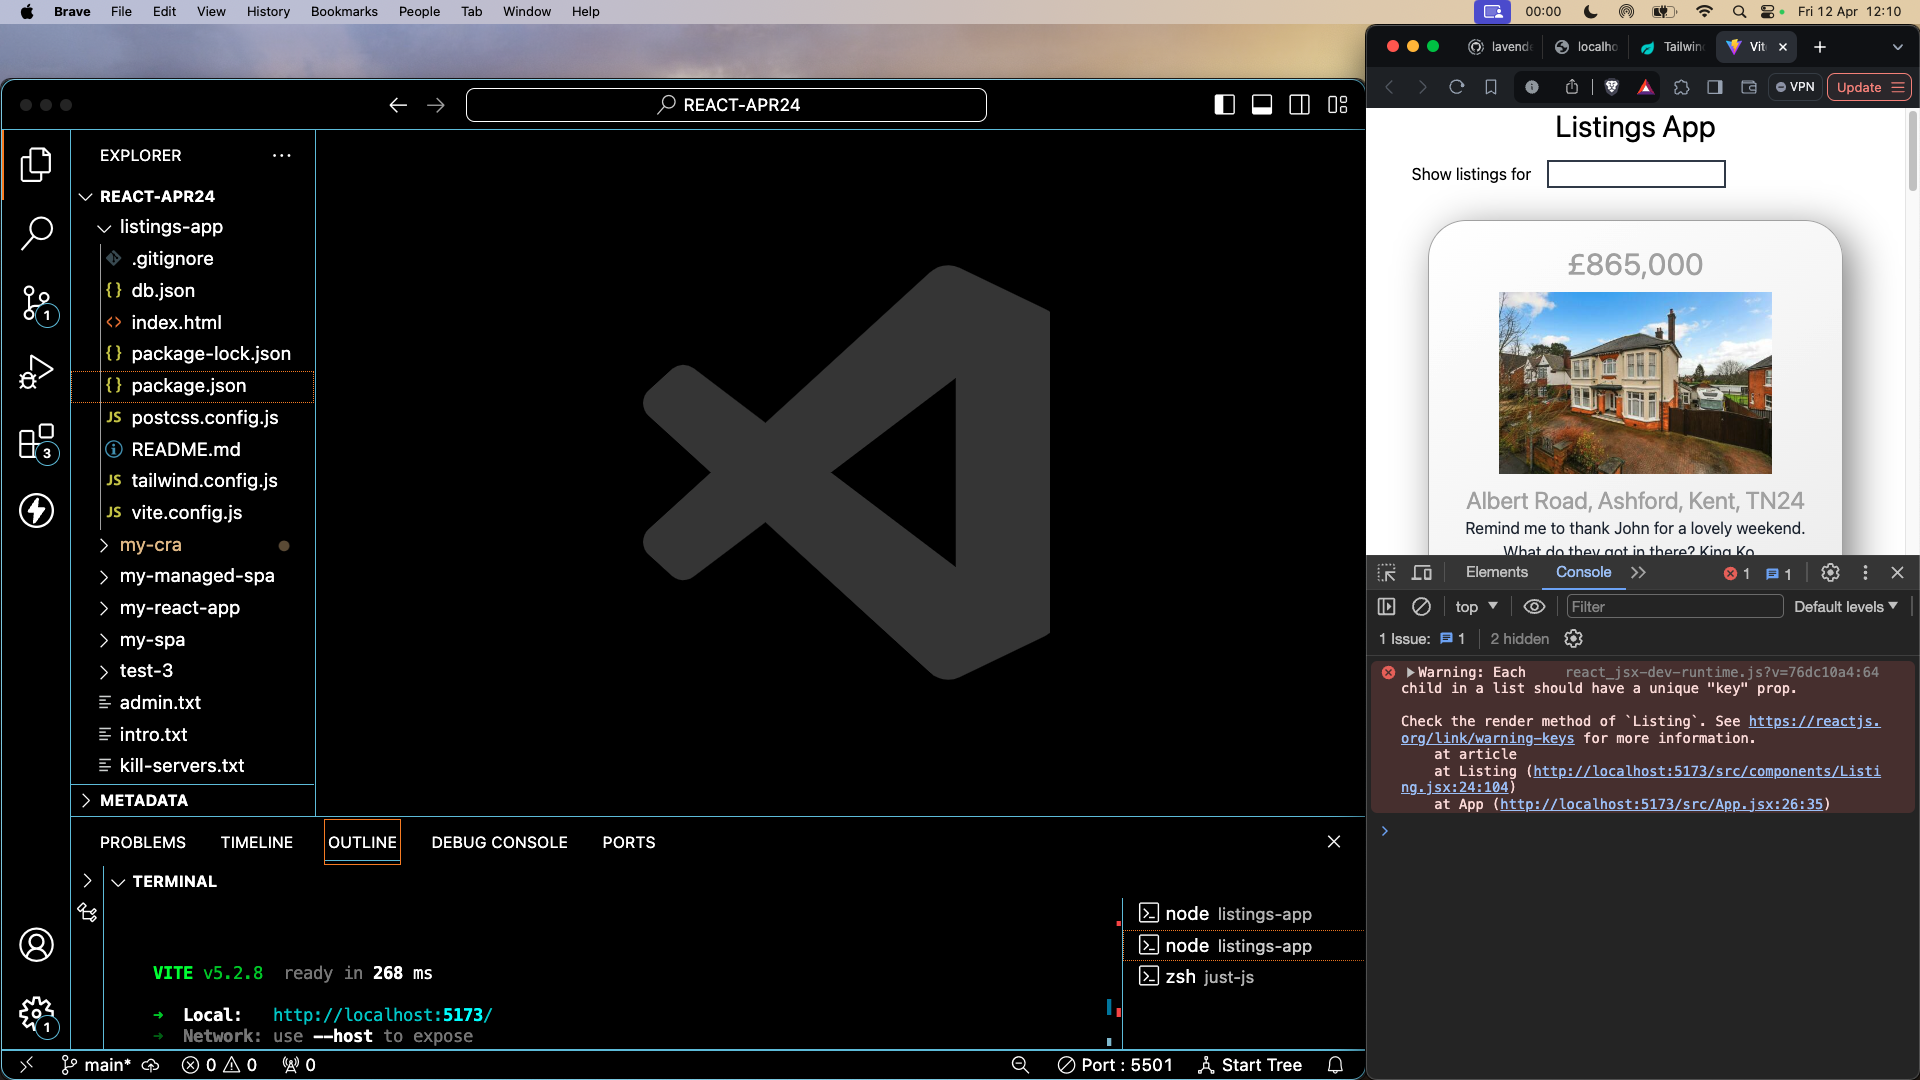 Brave File Edit View History Bookmarks People Tab Window Help
00:00
Fri 12 Apr 12:10
REACT-APR24
EXPLORER
REACT-APR24
listings-app
.gitignore
{} db.json
<> index.html
{} package-lock.json
{} package.json
JS postcss.config.js
README.md
JS tailwind.config.js
JS vite.config.js
my-cra
my-managed-spa
my-react-app
my-spa
test-3
admin.txt
intro.txt
kill-servers.txt
METADATA
1
3
1
PROBLEMS TIMELINE OUTLINE DEBUG CONSOLE PORTS
TERMINAL
VITE v5.2.8 ready in 268 ms
➜ Local: http://localhost:5173/
➜ Network: use --host to expose
node listings-app
node listings-app
zsh just-js
main* 0 0 0
Port : 5501 Start Tree
lavend localho Tailwin Vit
VPN Update
Listings App
Show listings for
£865,000
Albert Road, Ashford, Kent, TN24
Remind me to thank John for a lovely weekend.
What do they got in there? King Ko
Elements Console 1 1
top Filter Default levels
1 Issue: 1 2 hidden
Warning: Each react_jsx-dev-runtime.js?v=76dc10a4:64
child in a list should have a unique "key" prop.
Check the render method of `Listing`. See https://reactjs.
org/link/warning-keys for more information.
at article
at Listing (http://localhost:5173/src/components/Listi
ng.jsx:24:104)
at App (http://localhost:5173/src/App.jsx:26:35)